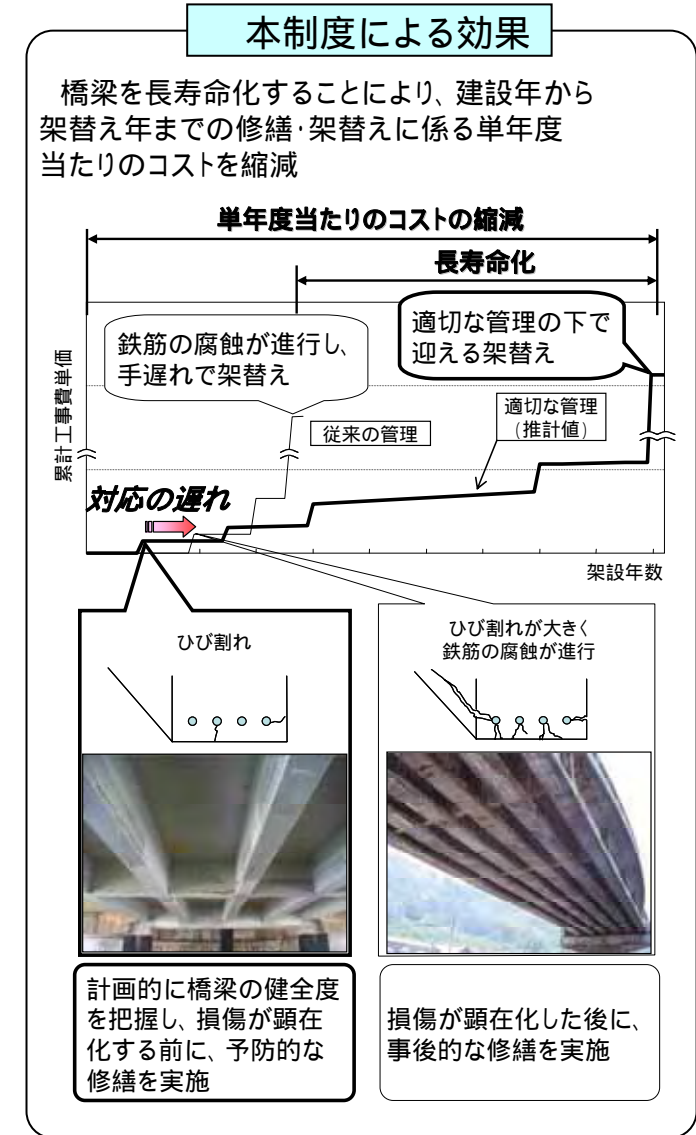 本制度による効果
橋梁を長寿命化することにより、建設年から
架替え年までの修繕・架替えに係る単年度
当たりのコストを縮減
単年度当たりのコストの縮減
長寿命化
鉄筋の腐蝕が進行し、
手遅れで架替え
適切な管理の下で
迎える架替え
累計工事費単価
従来の管理
適切な管理
(推計値)
対応の遅れ
架設年数
ひび割れ
ひび割れが大きく
鉄筋の腐蝕が進行
計画的に橋梁の健全度
を把握し、損傷が顕在
化する前に、予防的な
修繕を実施
損傷が顕在化した後に、
事後的な修繕を実施